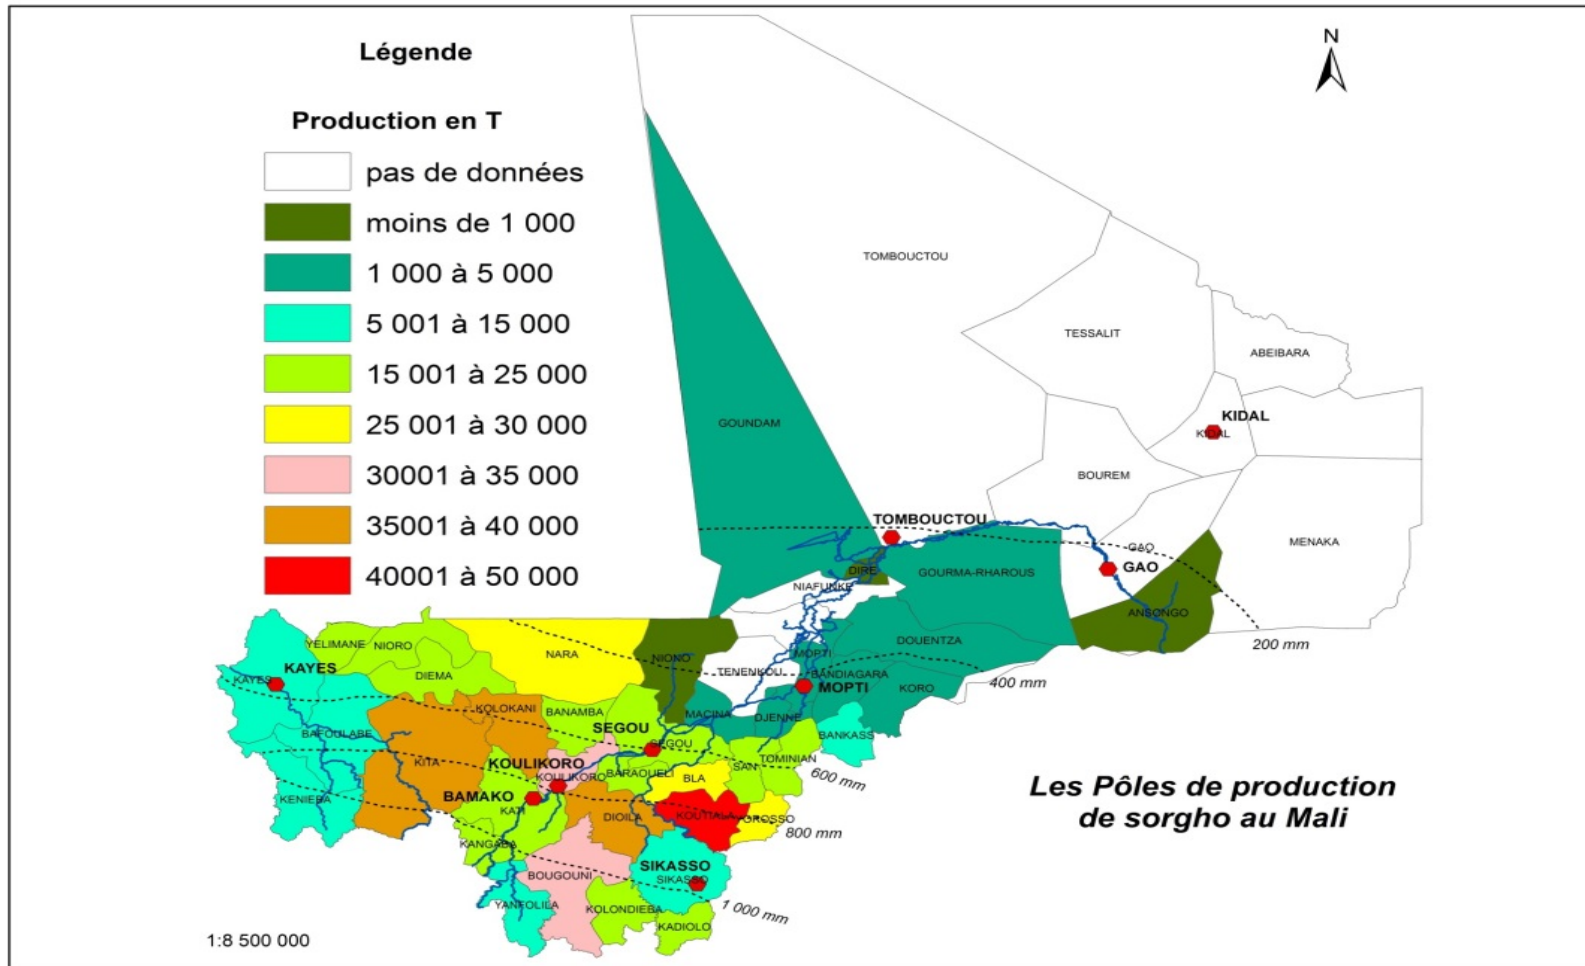 Légende
N
Production en T
pas de données
moins de 1 000
1 000 à 5 000
5 001 à 15 000
15 001 à 25 000
25 001 à 30 000
30001 à 35 000
35001 à 40 000
40001 à 50 000
TOMBOUCTOU
TESSALIT
ABEIBARA
KIDAL
KIDAL
GOUNDAM
BOUREM
TOMBOUCTOU
MENAKA
GAO
GAO
DIRE
GOURMA-RHAROUS
NIAFUNKE
ANSONGO
200 mm
YELIMANE
NIORO
NARA
NIONO
DOUENTZA
MOPTI
KAYES
KAYES
DIEMA
TENENKOU
BANDIAGARA
MOPTI
KORO
400 mm
KOLOKANI
BANAMBA
MACINA
DJENNE
SEGOU
SEGOU
BAFOULABE
BANKASS
KITA
KOULIKORO
KOULIKORO
BARAOUELI
BLA
SAN
TOMINIAN
600 mm
KENIEBA
BAMAKO
KATI
DIOILA
KOUTIALA
YOROSSO
800 mm
Les Pôles de production
de sorgho au Mali
KANGABA
BOUGOUNI
SIKASSO
SIKASSO
YANFOLILA
KOLONDIEBA
KADIOLO
1 000 mm
1:8 500 000